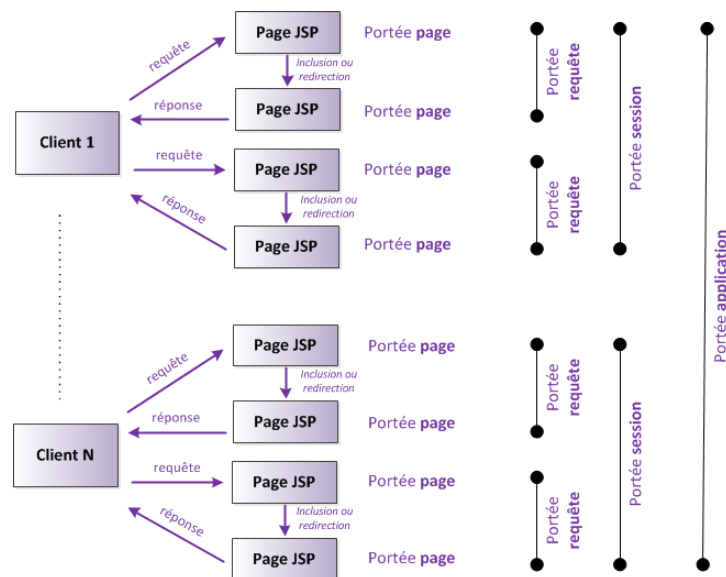 Page JSP
Portée page
requête
Inclusion ou
redirection
Portée
requête
réponse
Page JSP
Portée page
Client 1
requête
Page JSP
Portée page
Portée session
réponse
Inclusion ou
redirection
Portée
requête
Page JSP
Portée page
Portée application
Page JSP
Portée page
requête
Inclusion ou
redirection
Portée
requête
réponse
Page JSP
Portée page
Client N
requête
Page JSP
Portée page
Portée session
réponse
Inclusion ou
redirection
Portée
requête
Page JSP
Portée page